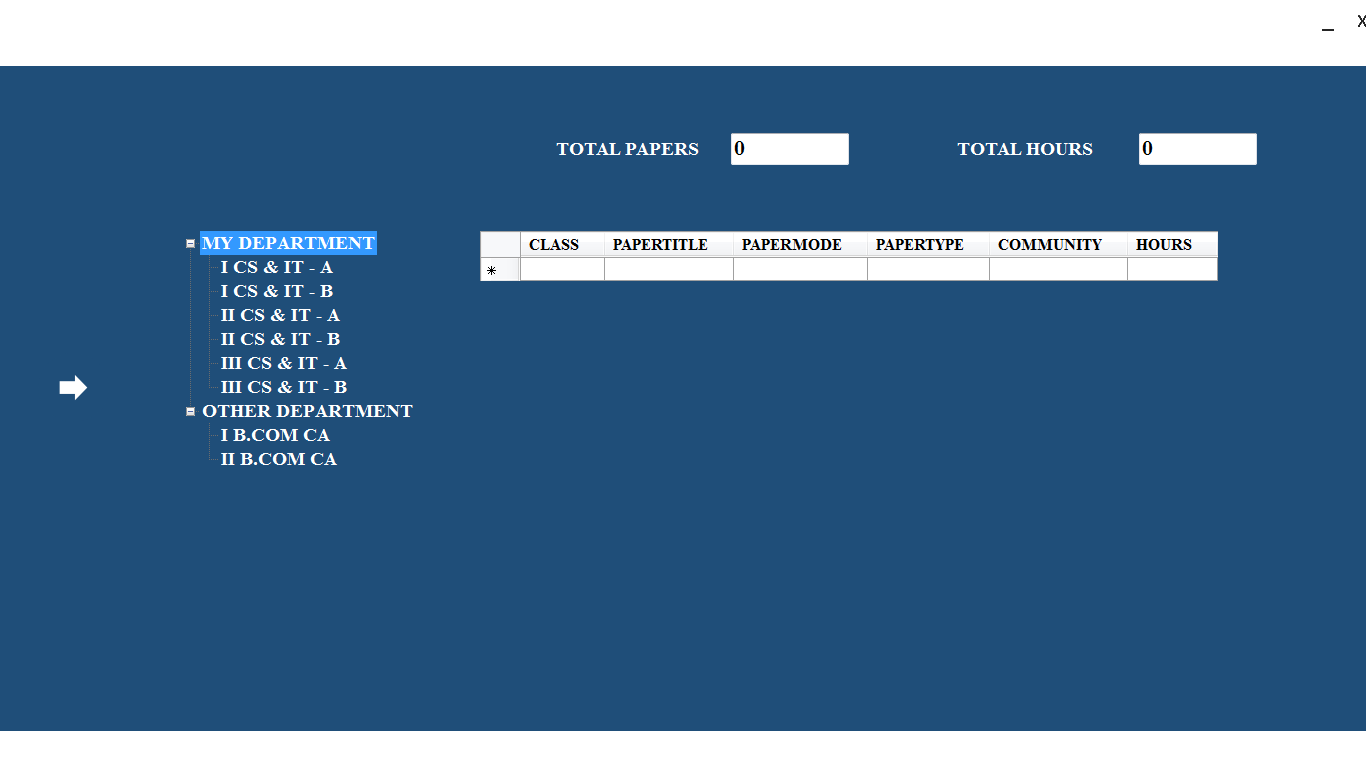 _ X
TOTAL PAPERS 0 TOTAL HOURS 0
MY DEPARTMENT
I CS & IT - A
I CS & IT - B
II CS & IT - A
II CS & IT - B
III CS & IT - A
III CS & IT - B
OTHER DEPARTMENT
I B.COM CA
II B.COM CA
CLASS PAPERTITLE PAPERMODE PAPERTYPE COMMUNITY HOURS
*